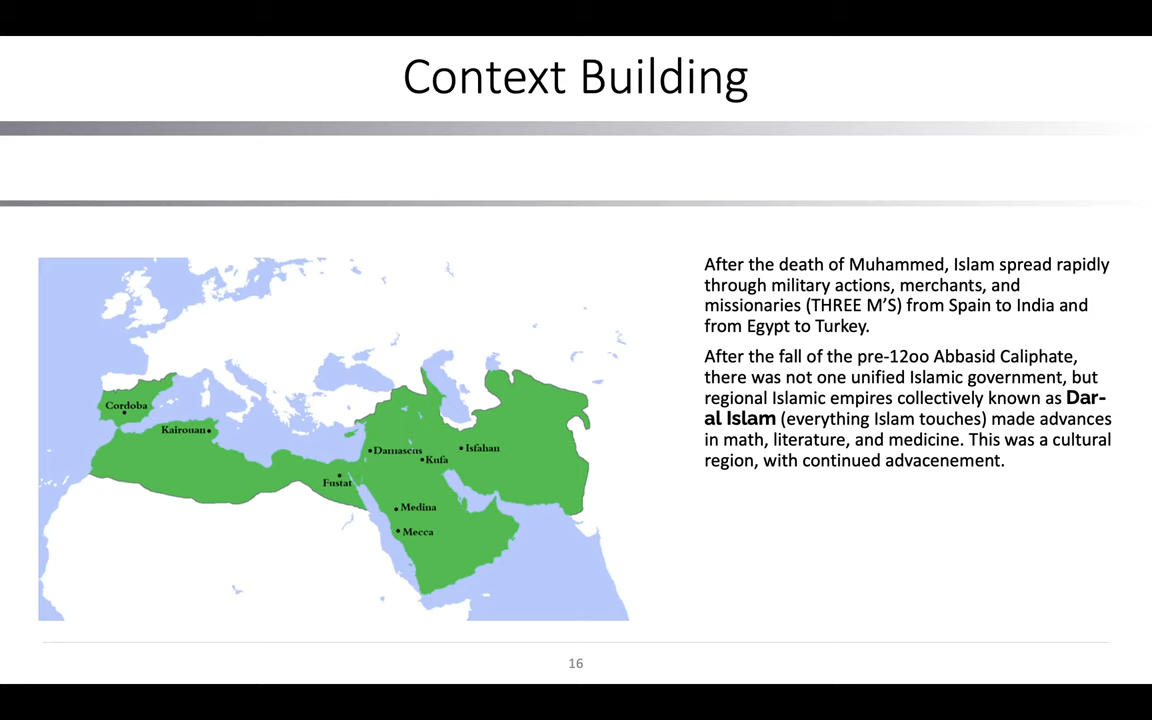 Context Building
After the death of Muhammed, Islam spread rapidly
through military actions, merchants, and
missionaries (THREE M’S) from Spain to India and
from Egypt to Turkey.
After the fall of the pre-12oo Abbasid Caliphate,
there was not one unified Islamic government, but
regional Islamic empires collectively known as Dar-
al Islam (everything Islam touches) made advances
in math, literature, and medicine. This was a cultural
region, with continued advacenement.
Cordoba
Kairouan
Damascus
Kufa
Isfahan
Fustat
Medina
Mecca
16